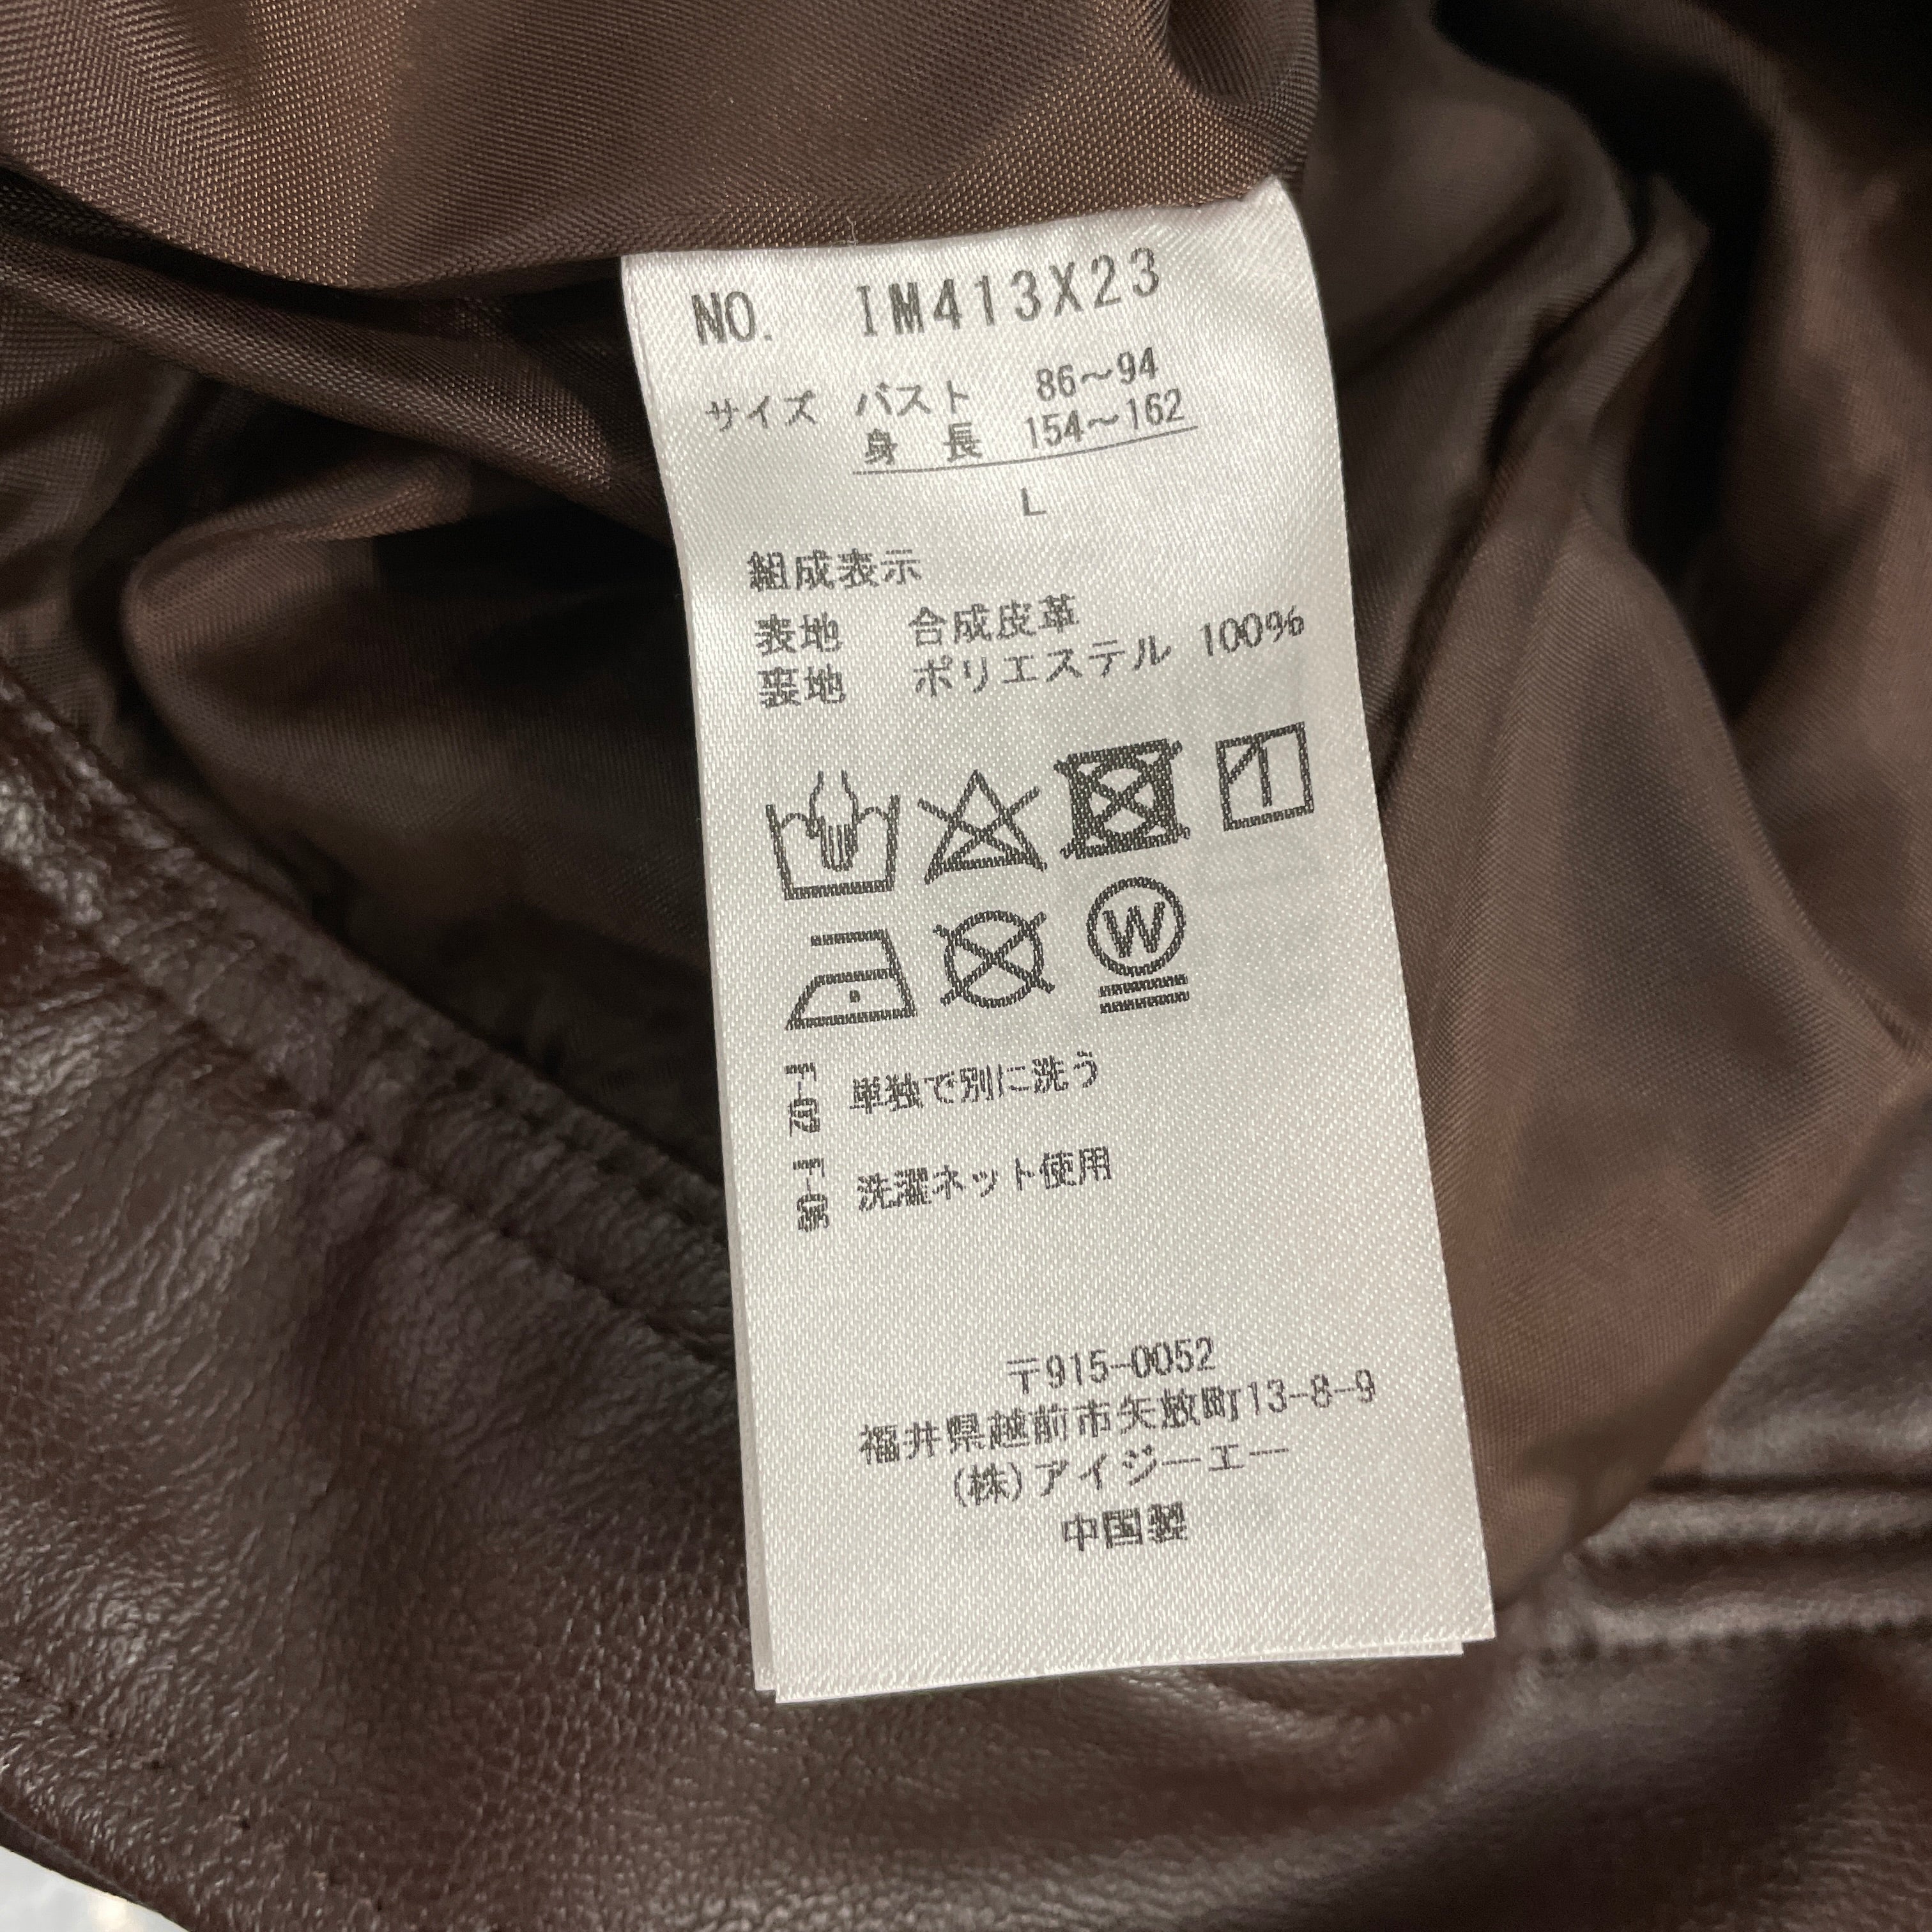 NO. IM413X23
サイズ バスト 86～94
身 長 154～162
L
組成表示
表地 合成皮革
裏地 ポリエステル 100%
W
F-02 単独で別に洗う
F-06 洗濯ネット使用
〒915-0052
福井県越前市矢放町13-8-9
(株)アイジーエー
中国製